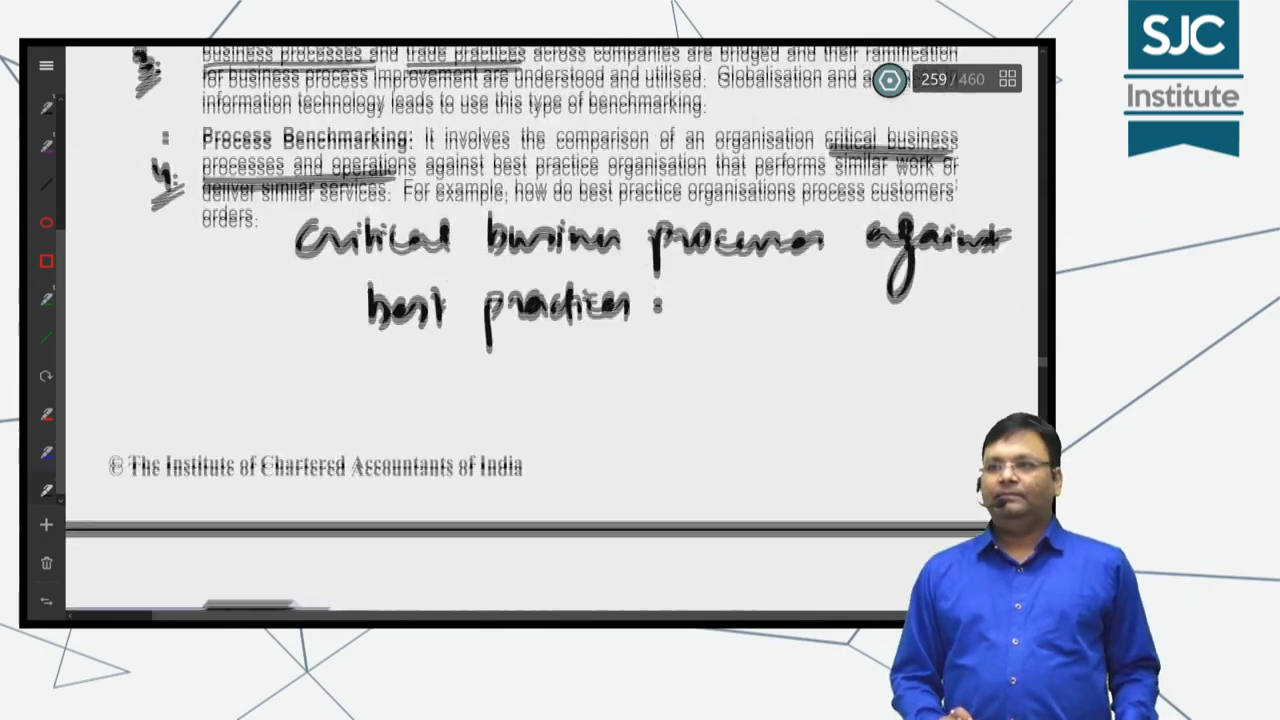 business processes and trade practices across companies are bridged and their ramification
for business process improvement are understood and utilised. Globalisation and a
information technology leads to use this type of benchmarking.
Process Benchmarking: It involves the comparison of an organisation critical business
processes and operations against best practice organisation that performs similar work or
deliver similar services. For example, how do best practice organisations process customers'
orders.
3.
4.
critical business processes against
best practices :
© The Institute of Chartered Accountants of India
259/460
SJC
Institute